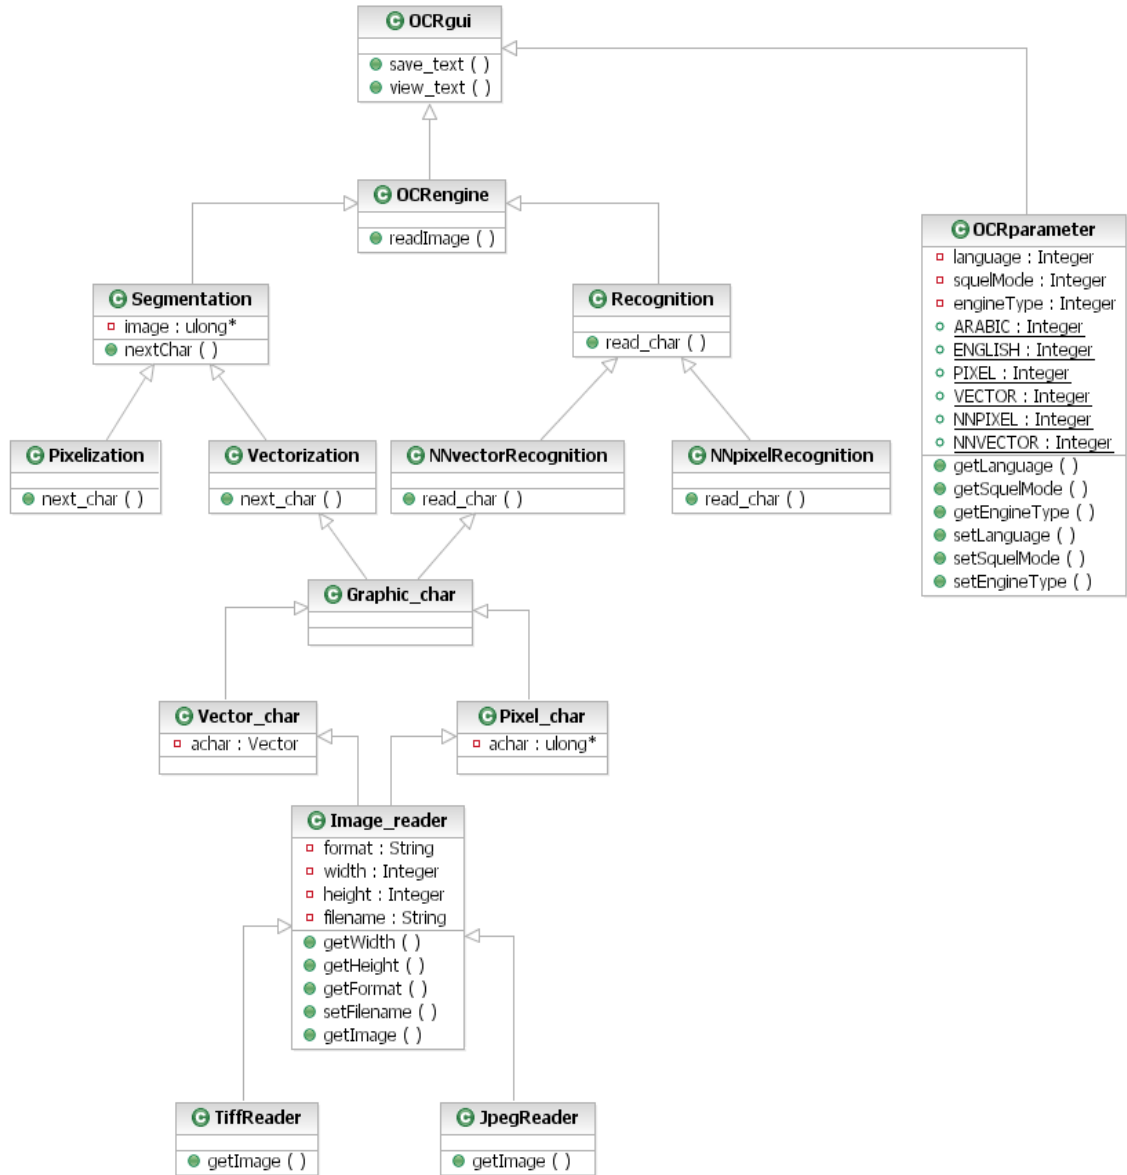 OCRgui
save_text ( )
view_text ( )
OCRengine
readImage ( )
OCRparameter
language : Integer
squelMode : Integer
engineType : Integer
ARABIC : Integer
ENGLISH : Integer
PIXEL : Integer
VECTOR : Integer
NNPIXEL : Integer
NNVECTOR : Integer
getLanguage ( )
getSquelMode ( )
getEngineType ( )
setLanguage ( )
setSquelMode ( )
setEngineType ( )
Segmentation
image : ulong*
nextChar ( )
Recognition
read_char ( )
Pixelization
next_char ( )
Vectorization
next_char ( )
NNvectorRecognition
read_char ( )
NNpixelRecognition
read_char ( )
Graphic_char
Vector_char
achar : Vector
Pixel_char
achar : ulong*
Image_reader
format : String
width : Integer
height : Integer
filename : String
getWidth ( )
getHeight ( )
getFormat ( )
setFilename ( )
getImage ( )
TiffReader
getImage ( )
JpegReader
getImage ( )